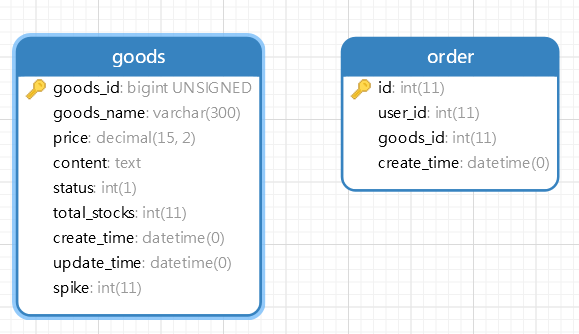 goods
goods_id: bigint UNSIGNED
goods_name: varchar(300)
price: decimal(15, 2)
content: text
status: int(1)
total_stocks: int(11)
create_time: datetime(0)
update_time: datetime(0)
spike: int(11)
order
id: int(11)
user_id: int(11)
goods_id: int(11)
create_time: datetime(0)